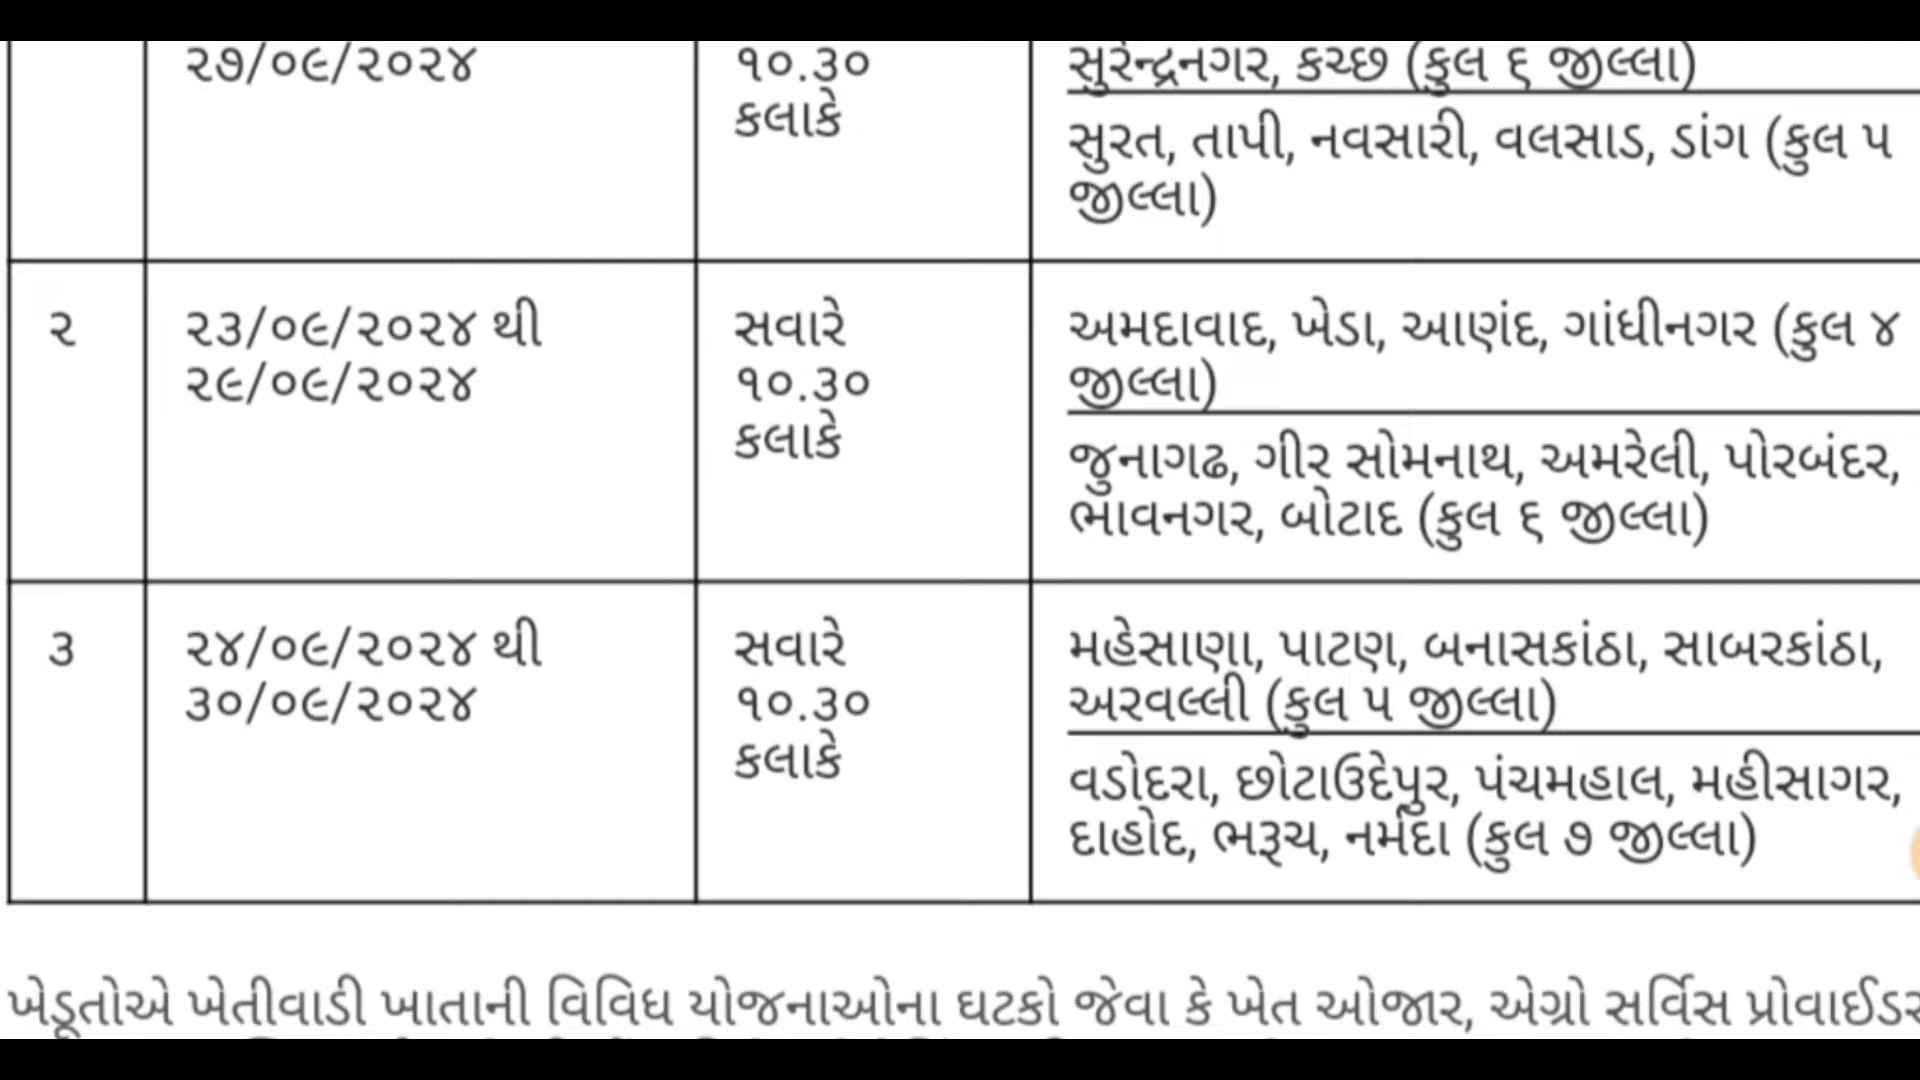 ૨૭/૦૯/૨૦૨૪
૧૦.૩૦
કલાકે
સુરેન્દ્રનગર, કચ્છ (કુલ ૬ જીલ્લા)
સુરત, તાપી, નવસારી, વલસાડ, ડાંગ (કુલ ૫
જીલ્લા)
૨
૨૩/૦૯/૨૦૨૪ થી
૨૯/૦૯/૨૦૨૪
સવારે
૧૦.૩૦
કલાકે
અમદાવાદ, ખેડા, આણંદ, ગાંધીનગર (કુલ ૪
જીલ્લા)
જુનાગઢ, ગીર સોમનાથ, અમરેલી, પોરબંદર,
ભાવનગર, બોટાદ (કુલ ૬ જીલ્લા)
૩
૨૪/૦૯/૨૦૨૪ થી
૩૦/૦૯/૨૦૨૪
સવારે
૧૦.૩૦
કલાકે
મહેસાણા, પાટણ, બનાસકાંઠા, સાબરકાંઠા,
અરવલ્લી (કુલ ૫ જીલ્લા)
વડોદરા, છોટાઉદેપુર, પંચમહાલ, મહીસાગર,
દાહોદ, ભરૂચ, નર્મદા (કુલ ૭ જીલ્લા)
ખેડૂતોએ ખેતીવાડી ખાતાની વિવિધ યોજનાઓના ઘટકો જેવા કે ખેત ઓજાર, એગ્રો સર્વિસ પ્રોવાઈડર